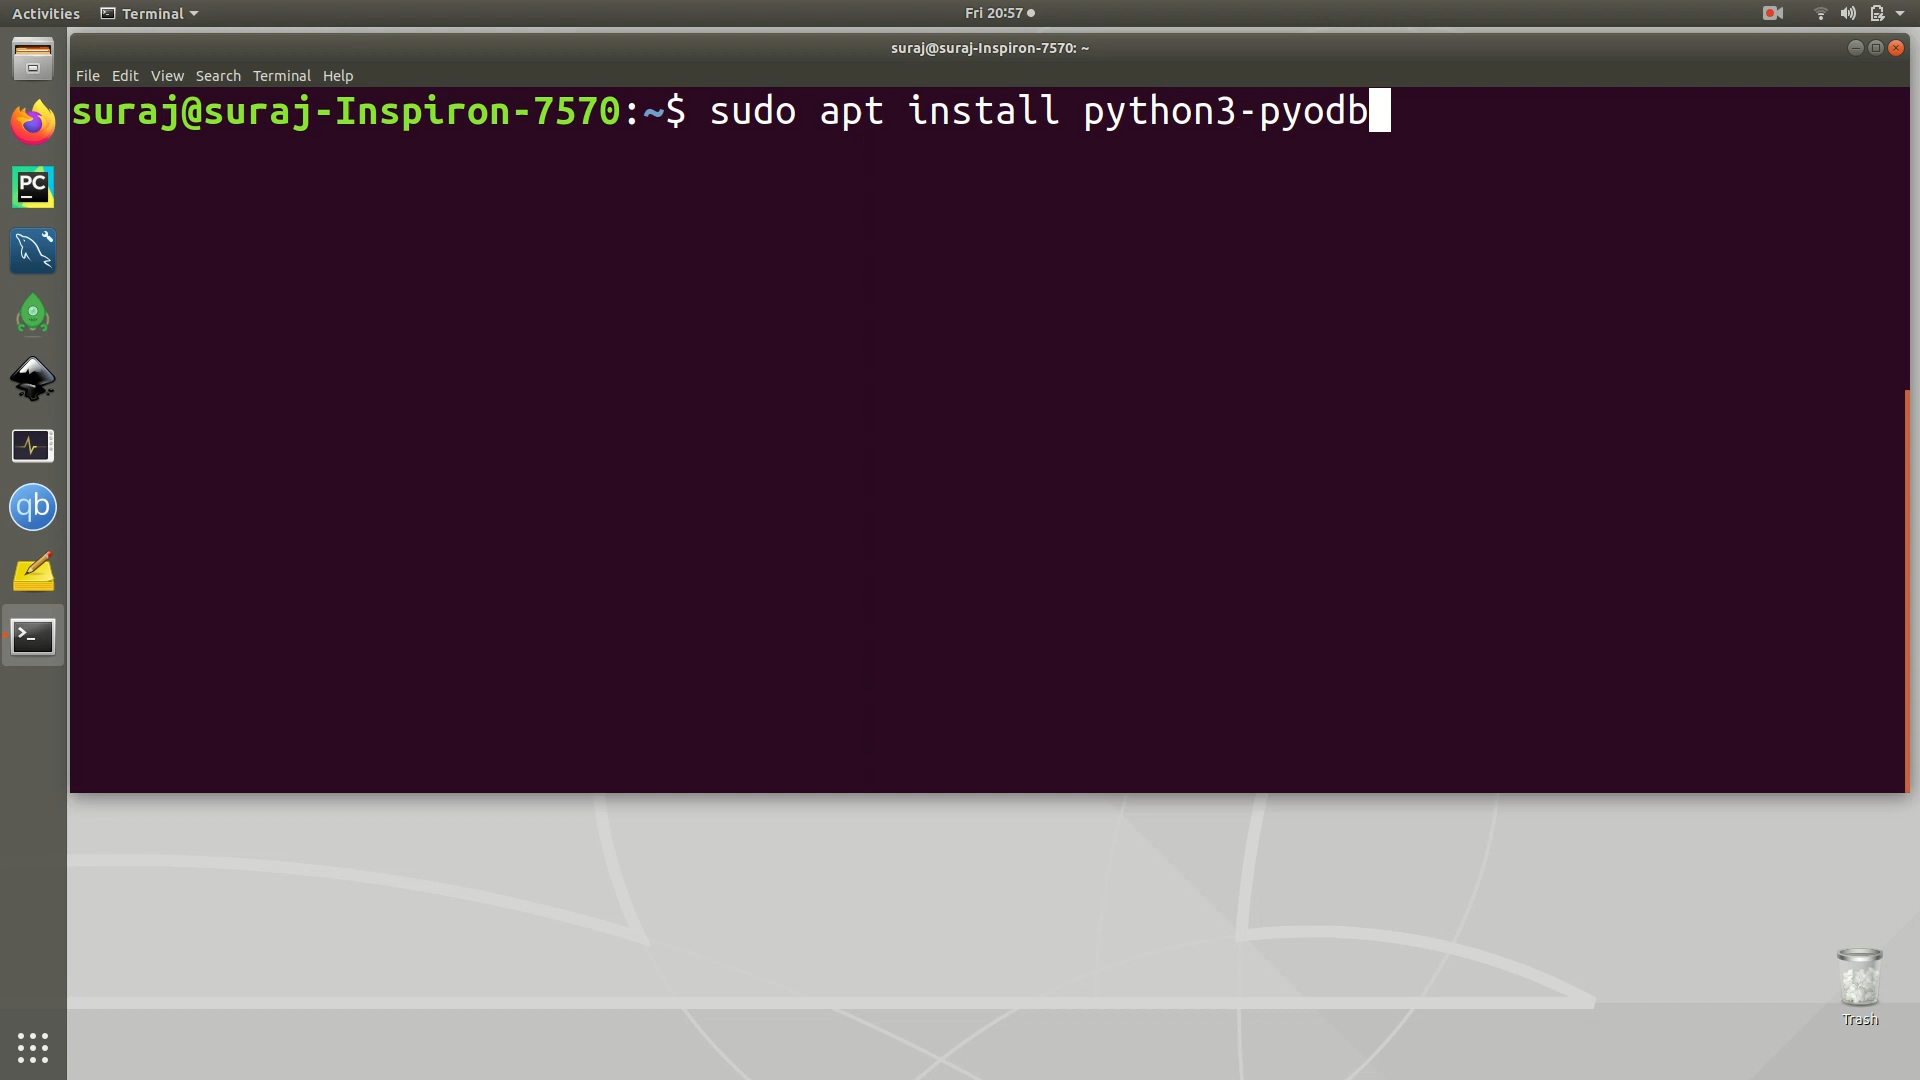 Activities Terminal Fri 20:57
suraj@suraj-Inspiron-7570: ~
File Edit View Search Terminal Help
suraj@suraj-Inspiron-7570:~$ sudo apt install python3-pyodb
PC
qb
>_
Trash